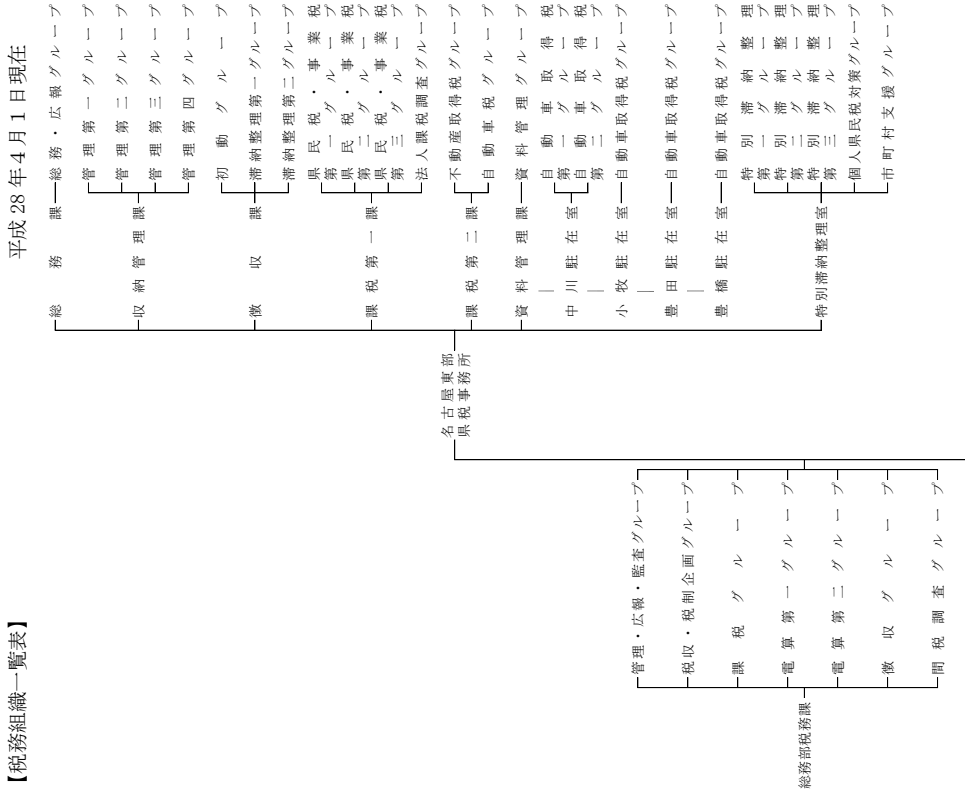 【税務組織一覧表】
平成 28 年 4 月 1 日現在
総務部税務課
管理・広報・監査グループ
税収・税制企画グループ
課税グループ
電算第一グループ
電算第二グループ
徴収グループ
間税調査グループ
名古屋東部
県税事務所
総務課
総務・広報グループ
収納管理課
管理第一グループ
管理第二グループ
管理第三グループ
管理第四グループ
徴収課
初動グループ
滞納整理第一グループ
滞納整理第二グループ
課税第一課
県民税・事業税
第一グループ
県民税・事業税
第二グループ
県民税・事業税
第三グループ
法人課税調査グループ
課税第二課
不動産取得税グループ
自動車税グループ
資料管理課
資料管理グループ
中川駐在室
自動車取得税
第一グループ
自動車取得税
第二グループ
小牧駐在室
自動車取得税グループ
豊田駐在室
自動車取得税グループ
豊橋駐在室
自動車取得税グループ
特別滞納整理室
特別滞納整理
第一グループ
特別滞納整理
第二グループ
特別滞納整理
第三グループ
個人県民税対策グループ
市町村支援グループ